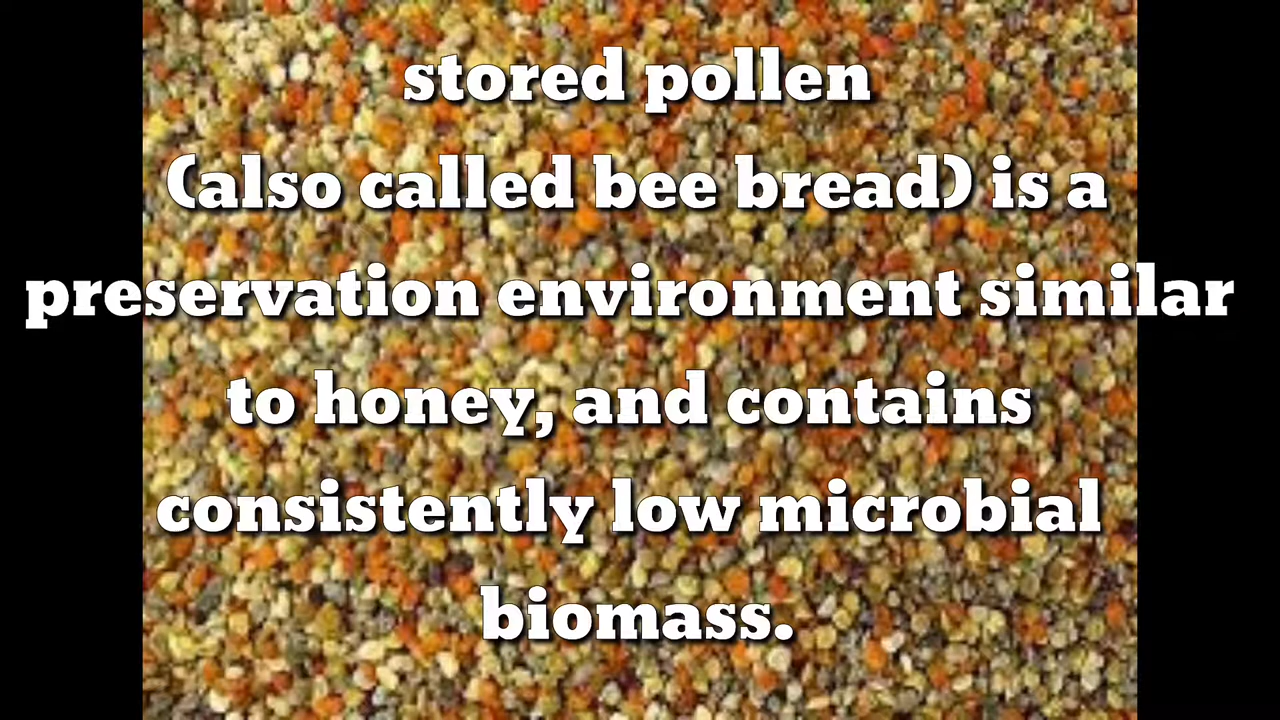 stored pollen
(also called bee bread) is a
preservation environment similar
to honey, and contains
consistently low microbial
biomass.